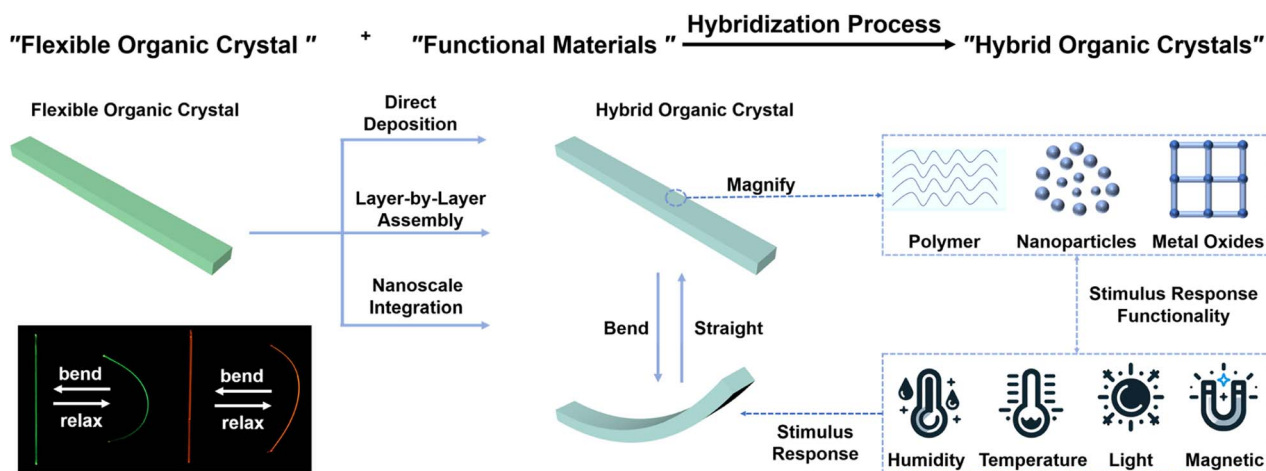 "Flexible Organic Crystal "
+
"Functional Materials "
Hybridization Process
"Hybrid Organic Crystals"
Flexible Organic Crystal
Direct
Deposition
Layer-by-Layer
Assembly
Nanoscale
Integration
Hybrid Organic Crystal
Magnify
Polymer
Nanoparticles
Metal Oxides
Bend
Straight
Stimulus Response
Functionality
bend
relax
bend
relax
Stimulus
Response
Humidity
Temperature
Light
Magnetic